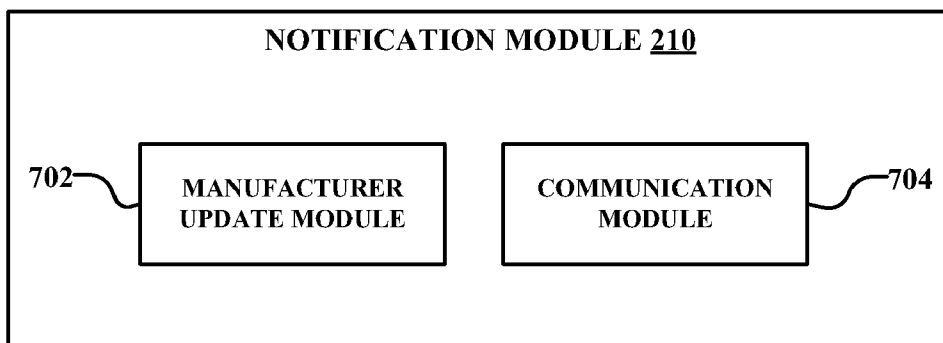 NOTIFICATION MODULE 210
702
MANUFACTURER
UPDATE MODULE
COMMUNICATION
MODULE
704